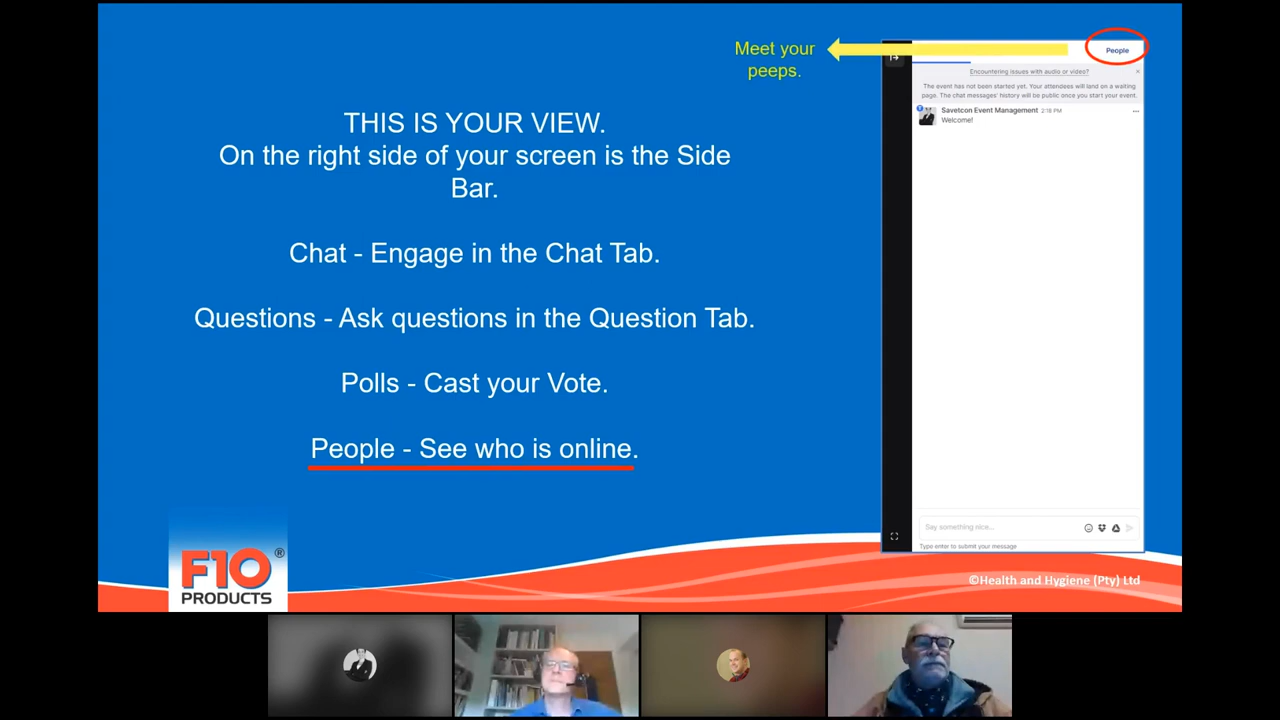 Meet your
peeps.
People
Encountering issues with audio or video?
The event has not been started yet. Your attendees will land on a waiting
page. The chat messages' history will be public once you start your event.
Savetcon Event Management 2:18 PM
Welcome!
THIS IS YOUR VIEW.
On the right side of your screen is the Side
Bar.
Chat - Engage in the Chat Tab.
Questions - Ask questions in the Question Tab.
Polls - Cast your Vote.
People - See who is online.
Say something nice...
Type enter to submit your message
F10®
PRODUCTS
©Health and Hygiene (Pty) Ltd